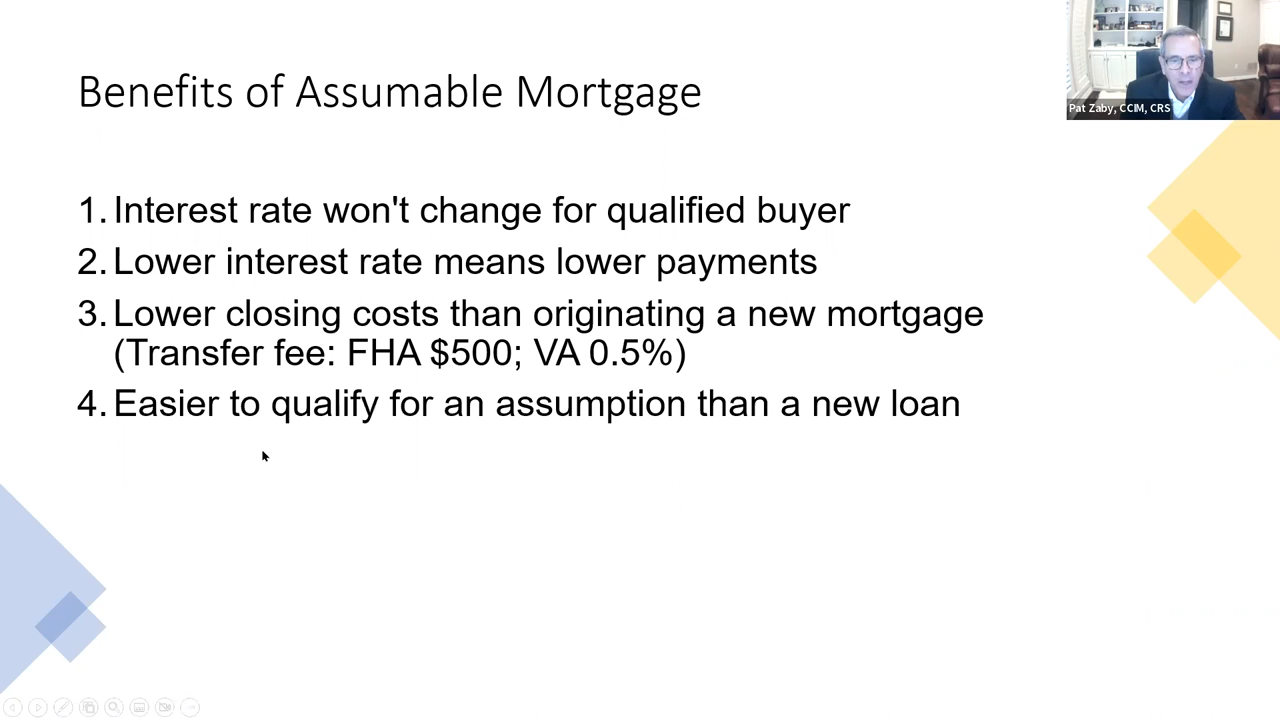 Benefits of Assumable Mortgage
Pat Zaby, CCIM, CRS
1. Interest rate won't change for qualified buyer
2. Lower interest rate means lower payments
3. Lower closing costs than originating a new mortgage
(Transfer fee: FHA $500; VA 0.5%)
4. Easier to qualify for an assumption than a new loan